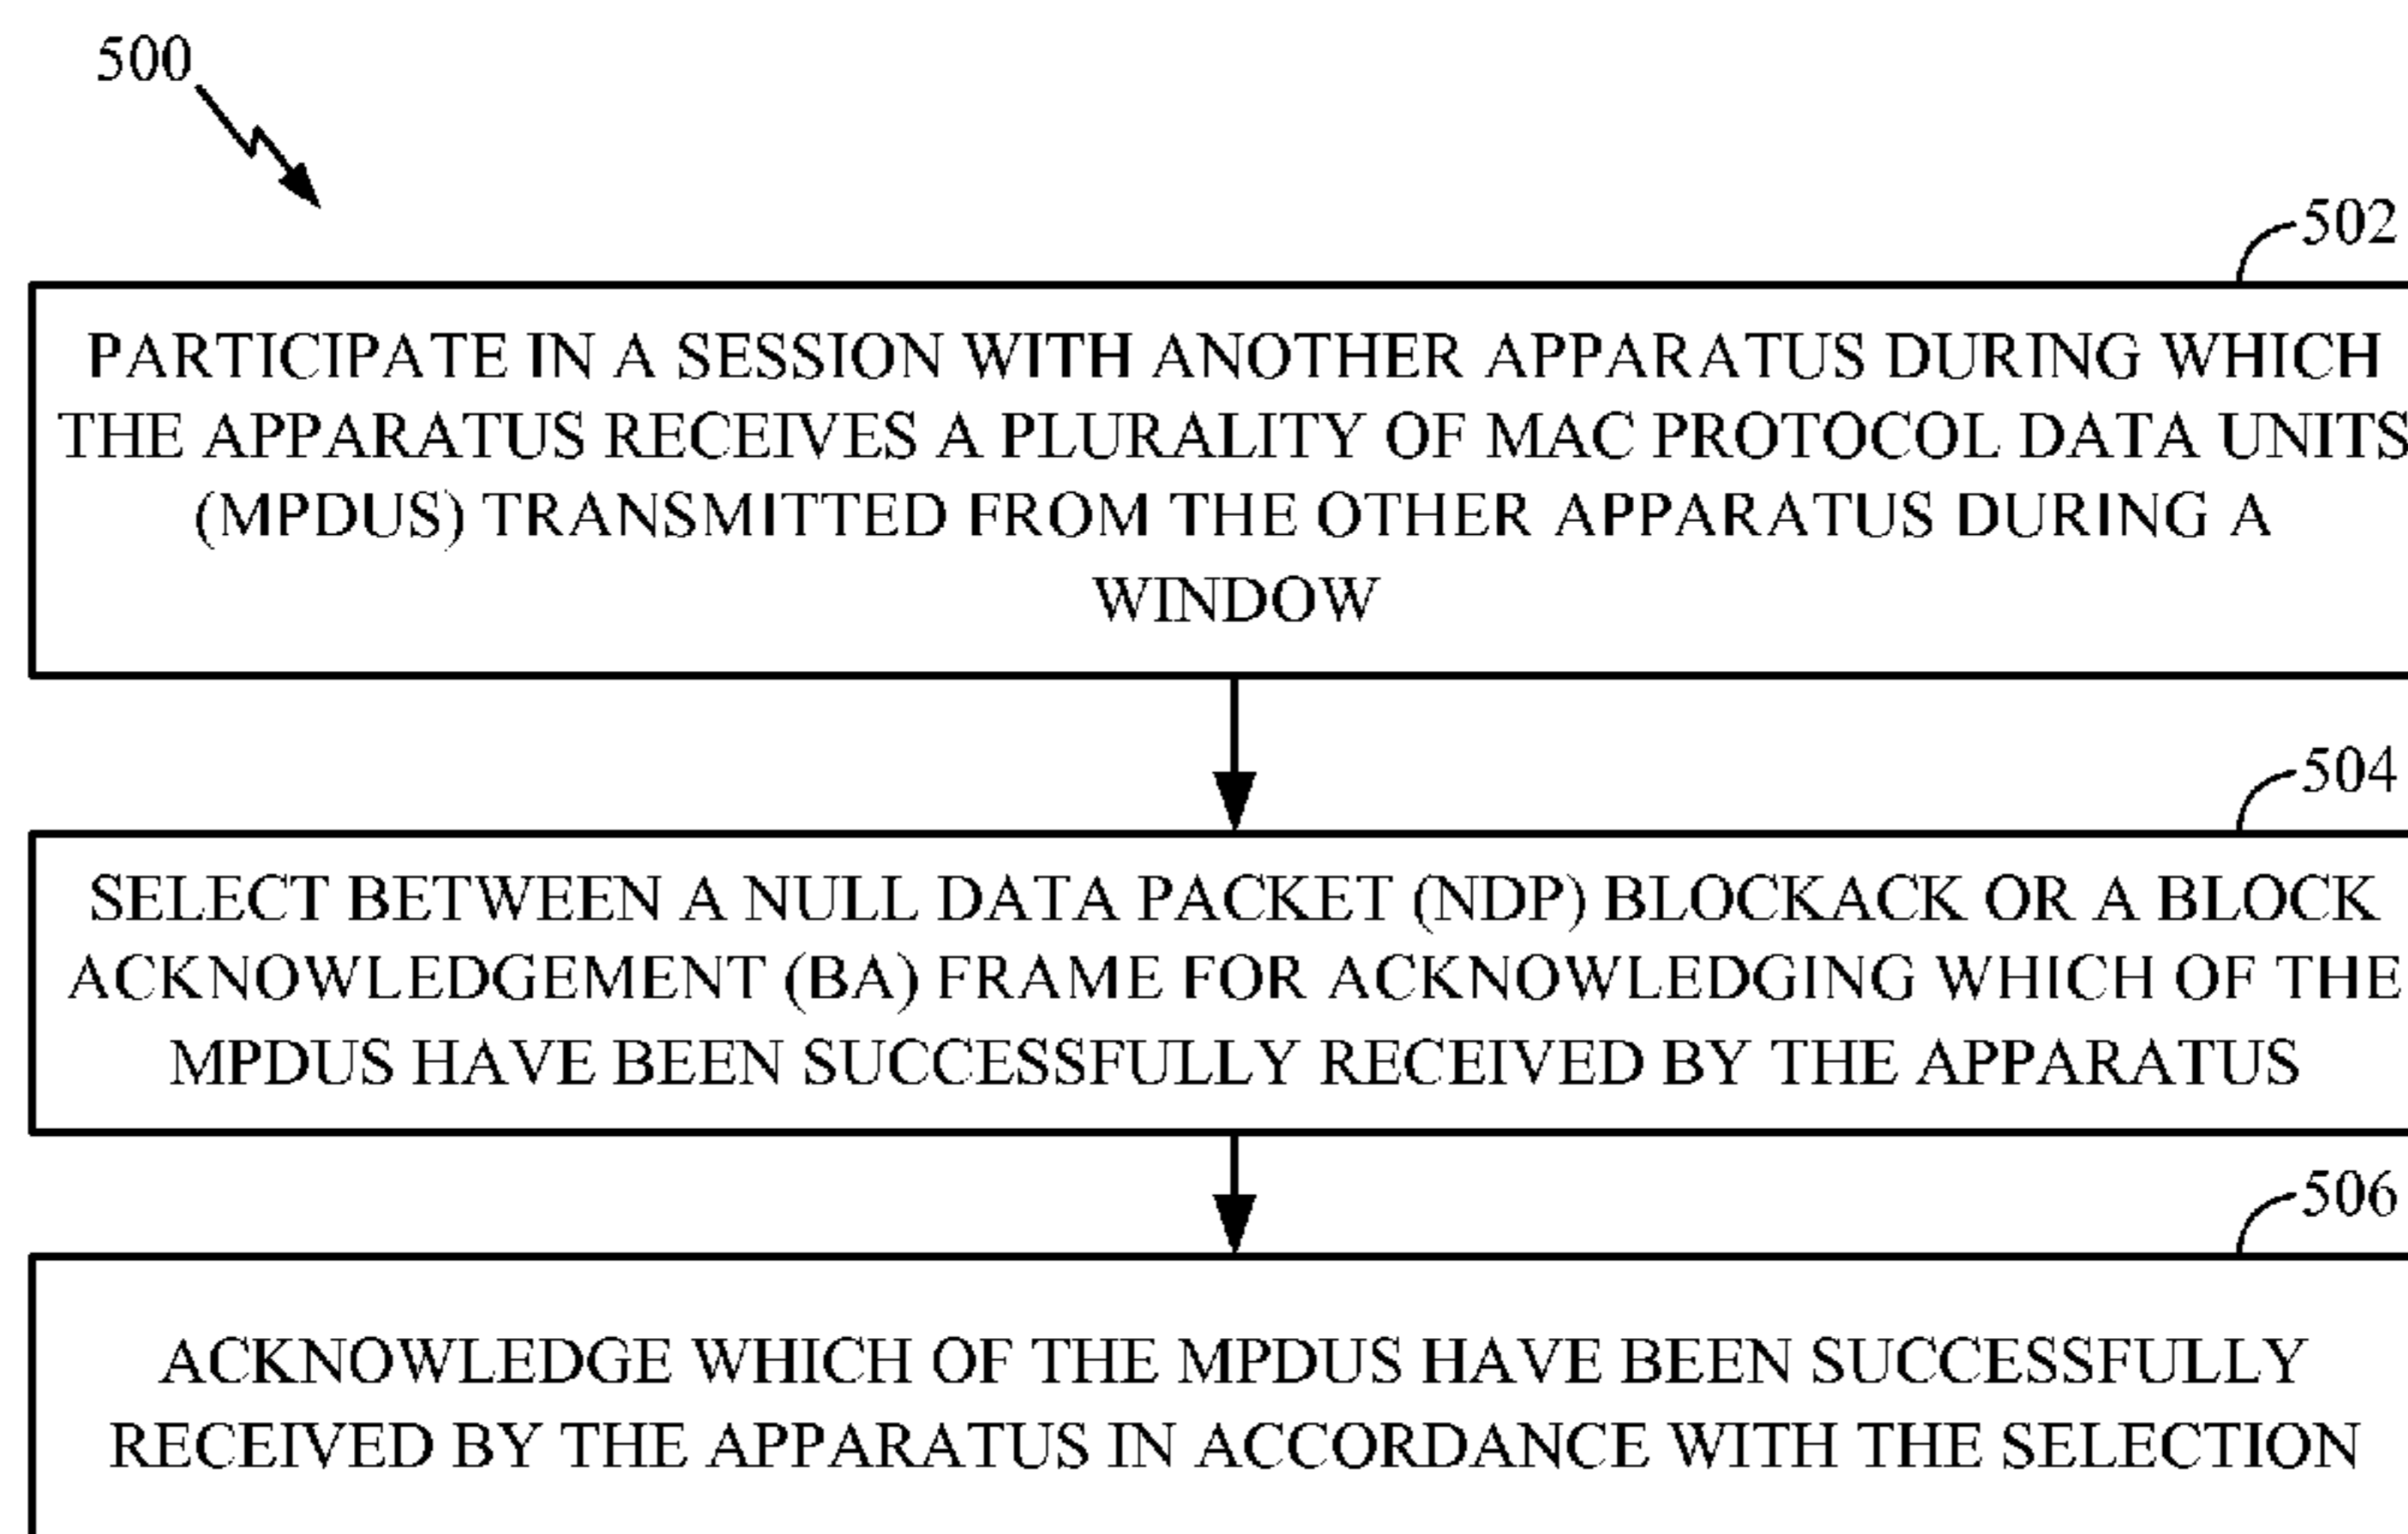 500
502
PARTICIPATE IN A SESSION WITH ANOTHER APPARATUS DURING WHICH
THE APPARATUS RECEIVES A PLURALITY OF MAC PROTOCOL DATA UNITS
(MPDUS) TRANSMITTED FROM THE OTHER APPARATUS DURING A
WINDOW
504
SELECT BETWEEN A NULL DATA PACKET (NDP) BLOCKACK OR A BLOCK
ACKNOWLEDGEMENT (BA) FRAME FOR ACKNOWLEDGING WHICH OF THE
MPDUS HAVE BEEN SUCCESSFULLY RECEIVED BY THE APPARATUS
506
ACKNOWLEDGE WHICH OF THE MPDUS HAVE BEEN SUCCESSFULLY
RECEIVED BY THE APPARATUS IN ACCORDANCE WITH THE SELECTION